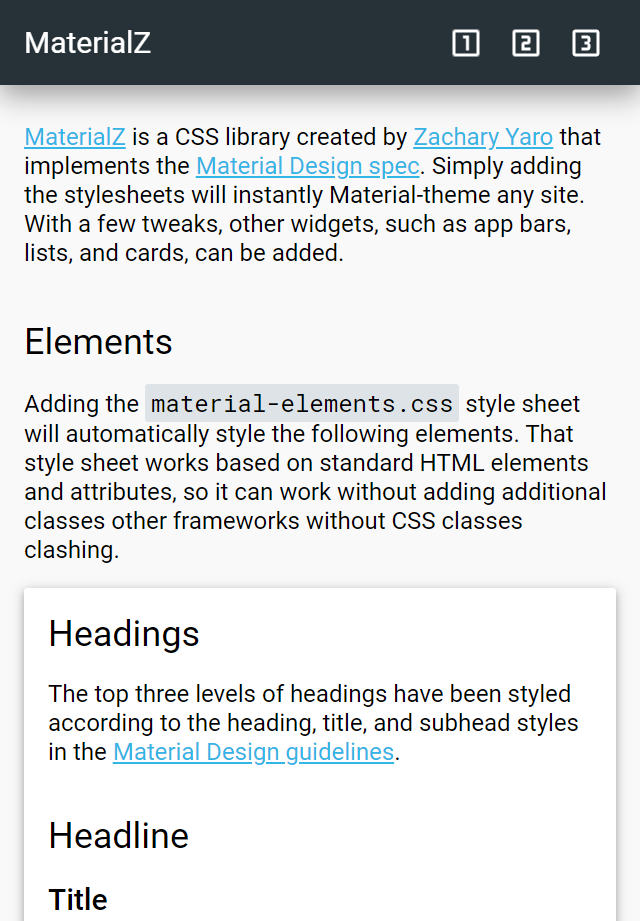 MaterialZ 1 2 3
MaterialZ is a CSS library created by Zachary Yaro that
implements the Material Design spec. Simply adding
the stylesheets will instantly Material-theme any site.
With a few tweaks, other widgets, such as app bars,
lists, and cards, can be added.
Elements
Adding the material-elements.css style sheet
will automatically style the following elements. That
style sheet works based on standard HTML elements
and attributes, so it can work without adding additional
classes other frameworks without CSS classes
clashing.
Headings
The top three levels of headings have been styled
according to the heading, title, and subhead styles
in the Material Design guidelines.
Headline
Title